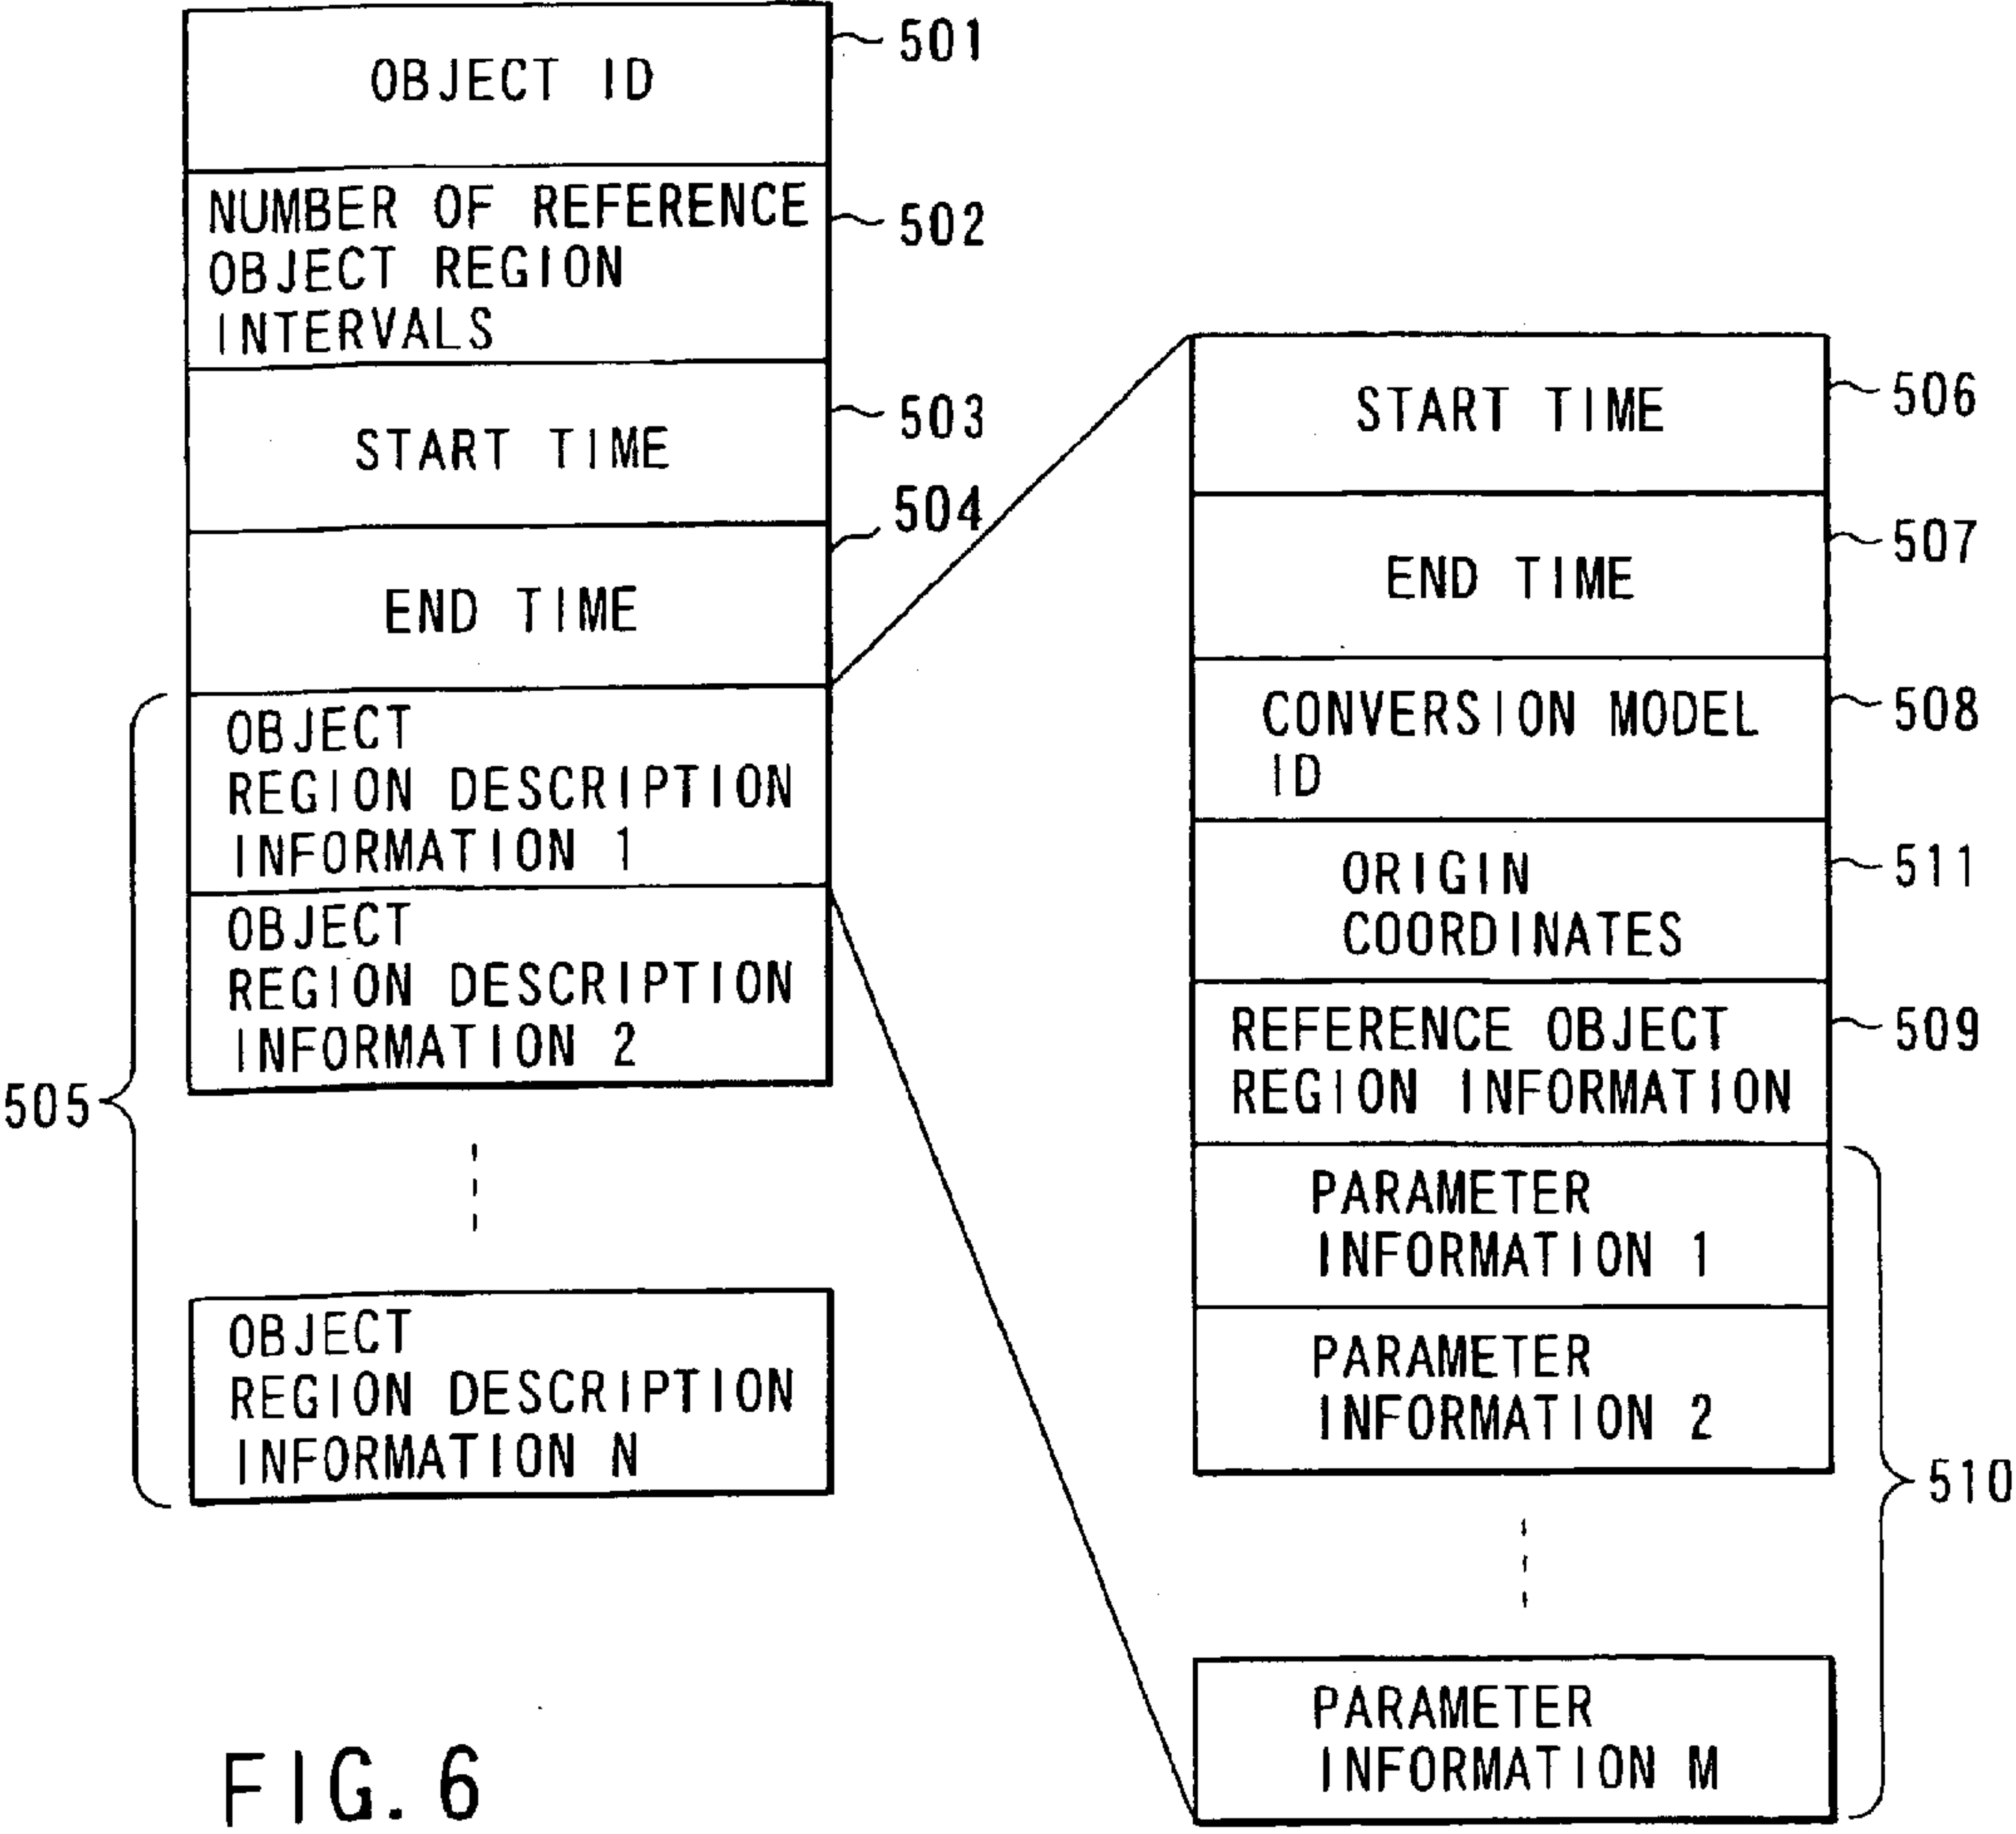 OBJECT ID
501
NUMBER OF REFERENCE
OBJECT REGION
INTERVALS
502
START TIME
503
END TIME
504
OBJECT
REGION DESCRIPTION
INFORMATION 1
OBJECT
REGION DESCRIPTION
INFORMATION 2
505
OBJECT
REGION DESCRIPTION
INFORMATION N
START TIME
506
END TIME
507
CONVERSION MODEL
ID
508
ORIGIN
COORDINATES
511
REFERENCE OBJECT
REGION INFORMATION
509
PARAMETER
INFORMATION 1
PARAMETER
INFORMATION 2
510
PARAMETER
INFORMATION M
FIG. 6